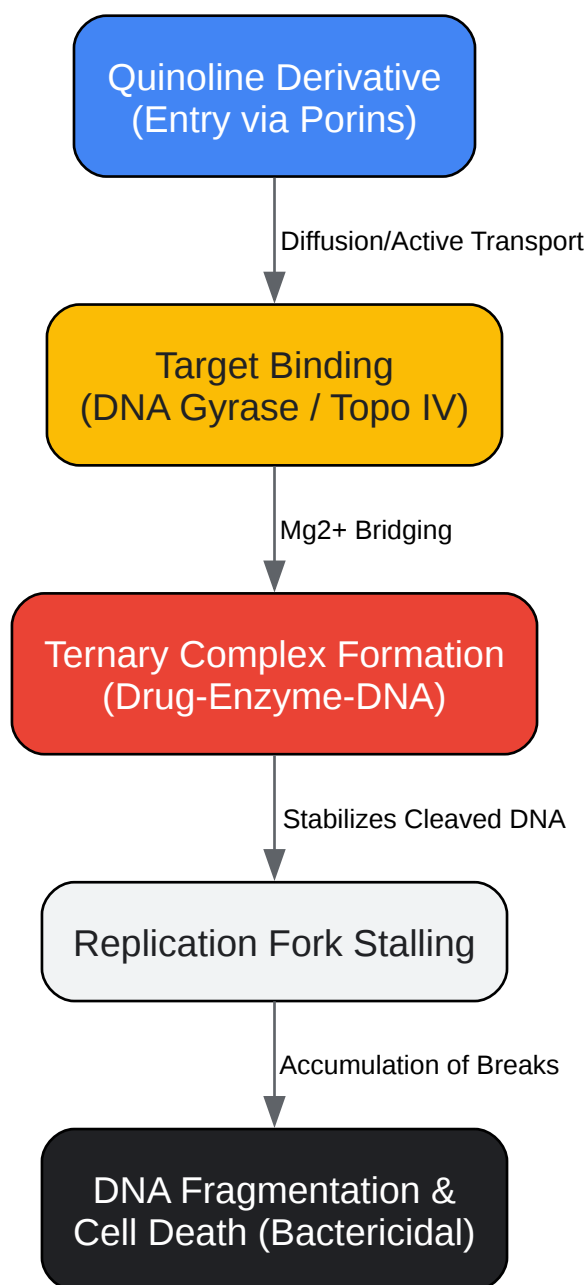 Quinoline Derivative
(Entry via Porins)
Diffusion/Active Transport
Target Binding
(DNA Gyrase / Topo IV)
Mg2+ Bridging
Ternary Complex Formation
(Drug-Enzyme-DNA)
Stabilizes Cleaved DNA
Replication Fork Stalling
Accumulation of Breaks
DNA Fragmentation &
Cell Death (Bactericidal)